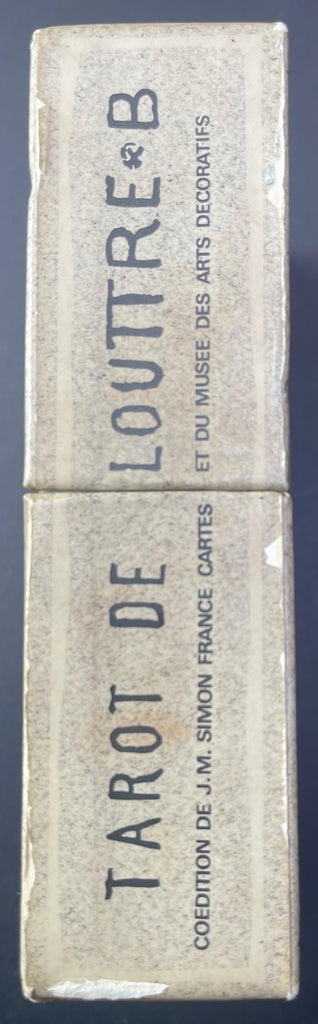 TAROT DE LOUTTRE*B
COEDITION DE J.M. SIMON FRANCE CARTES ET DU MUSEE DES ARTS DECORATIFS